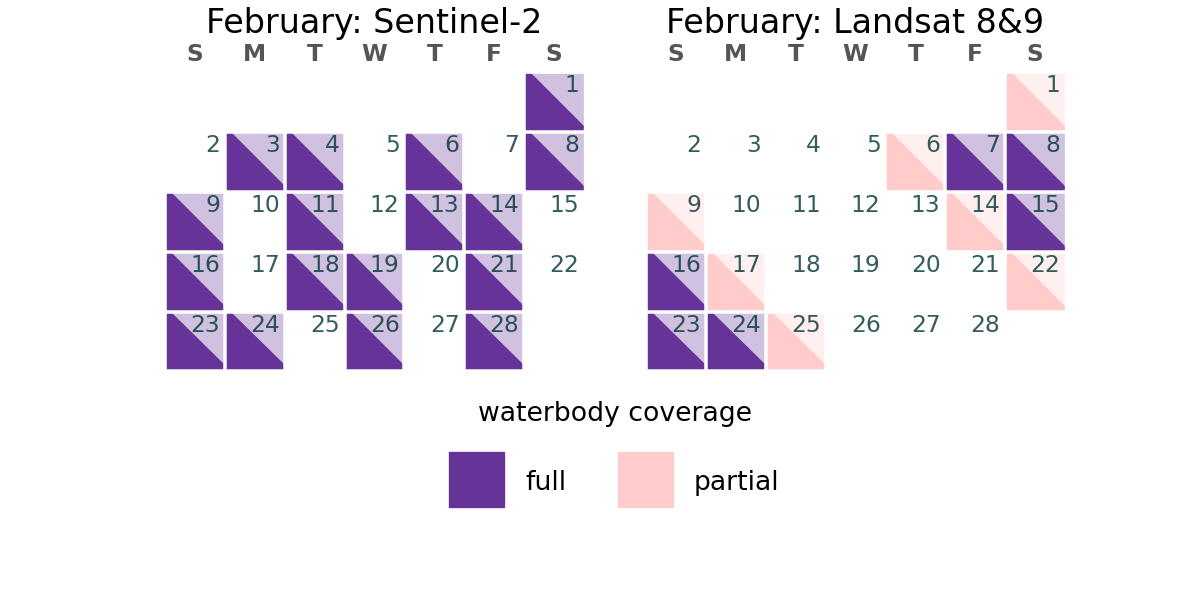 February: Sentinel-2
S M T W T F S
1
2 3 4 5 6 7 8
9 10 11 12 13 14 15
16 17 18 19 20 21 22
23 24 25 26 27 28
February: Landsat 8&9
S M T W T F S
1
2 3 4 5 6 7 8
9 10 11 12 13 14 15
16 17 18 19 20 21 22
23 24 25 26 27 28
waterbody coverage
full partial